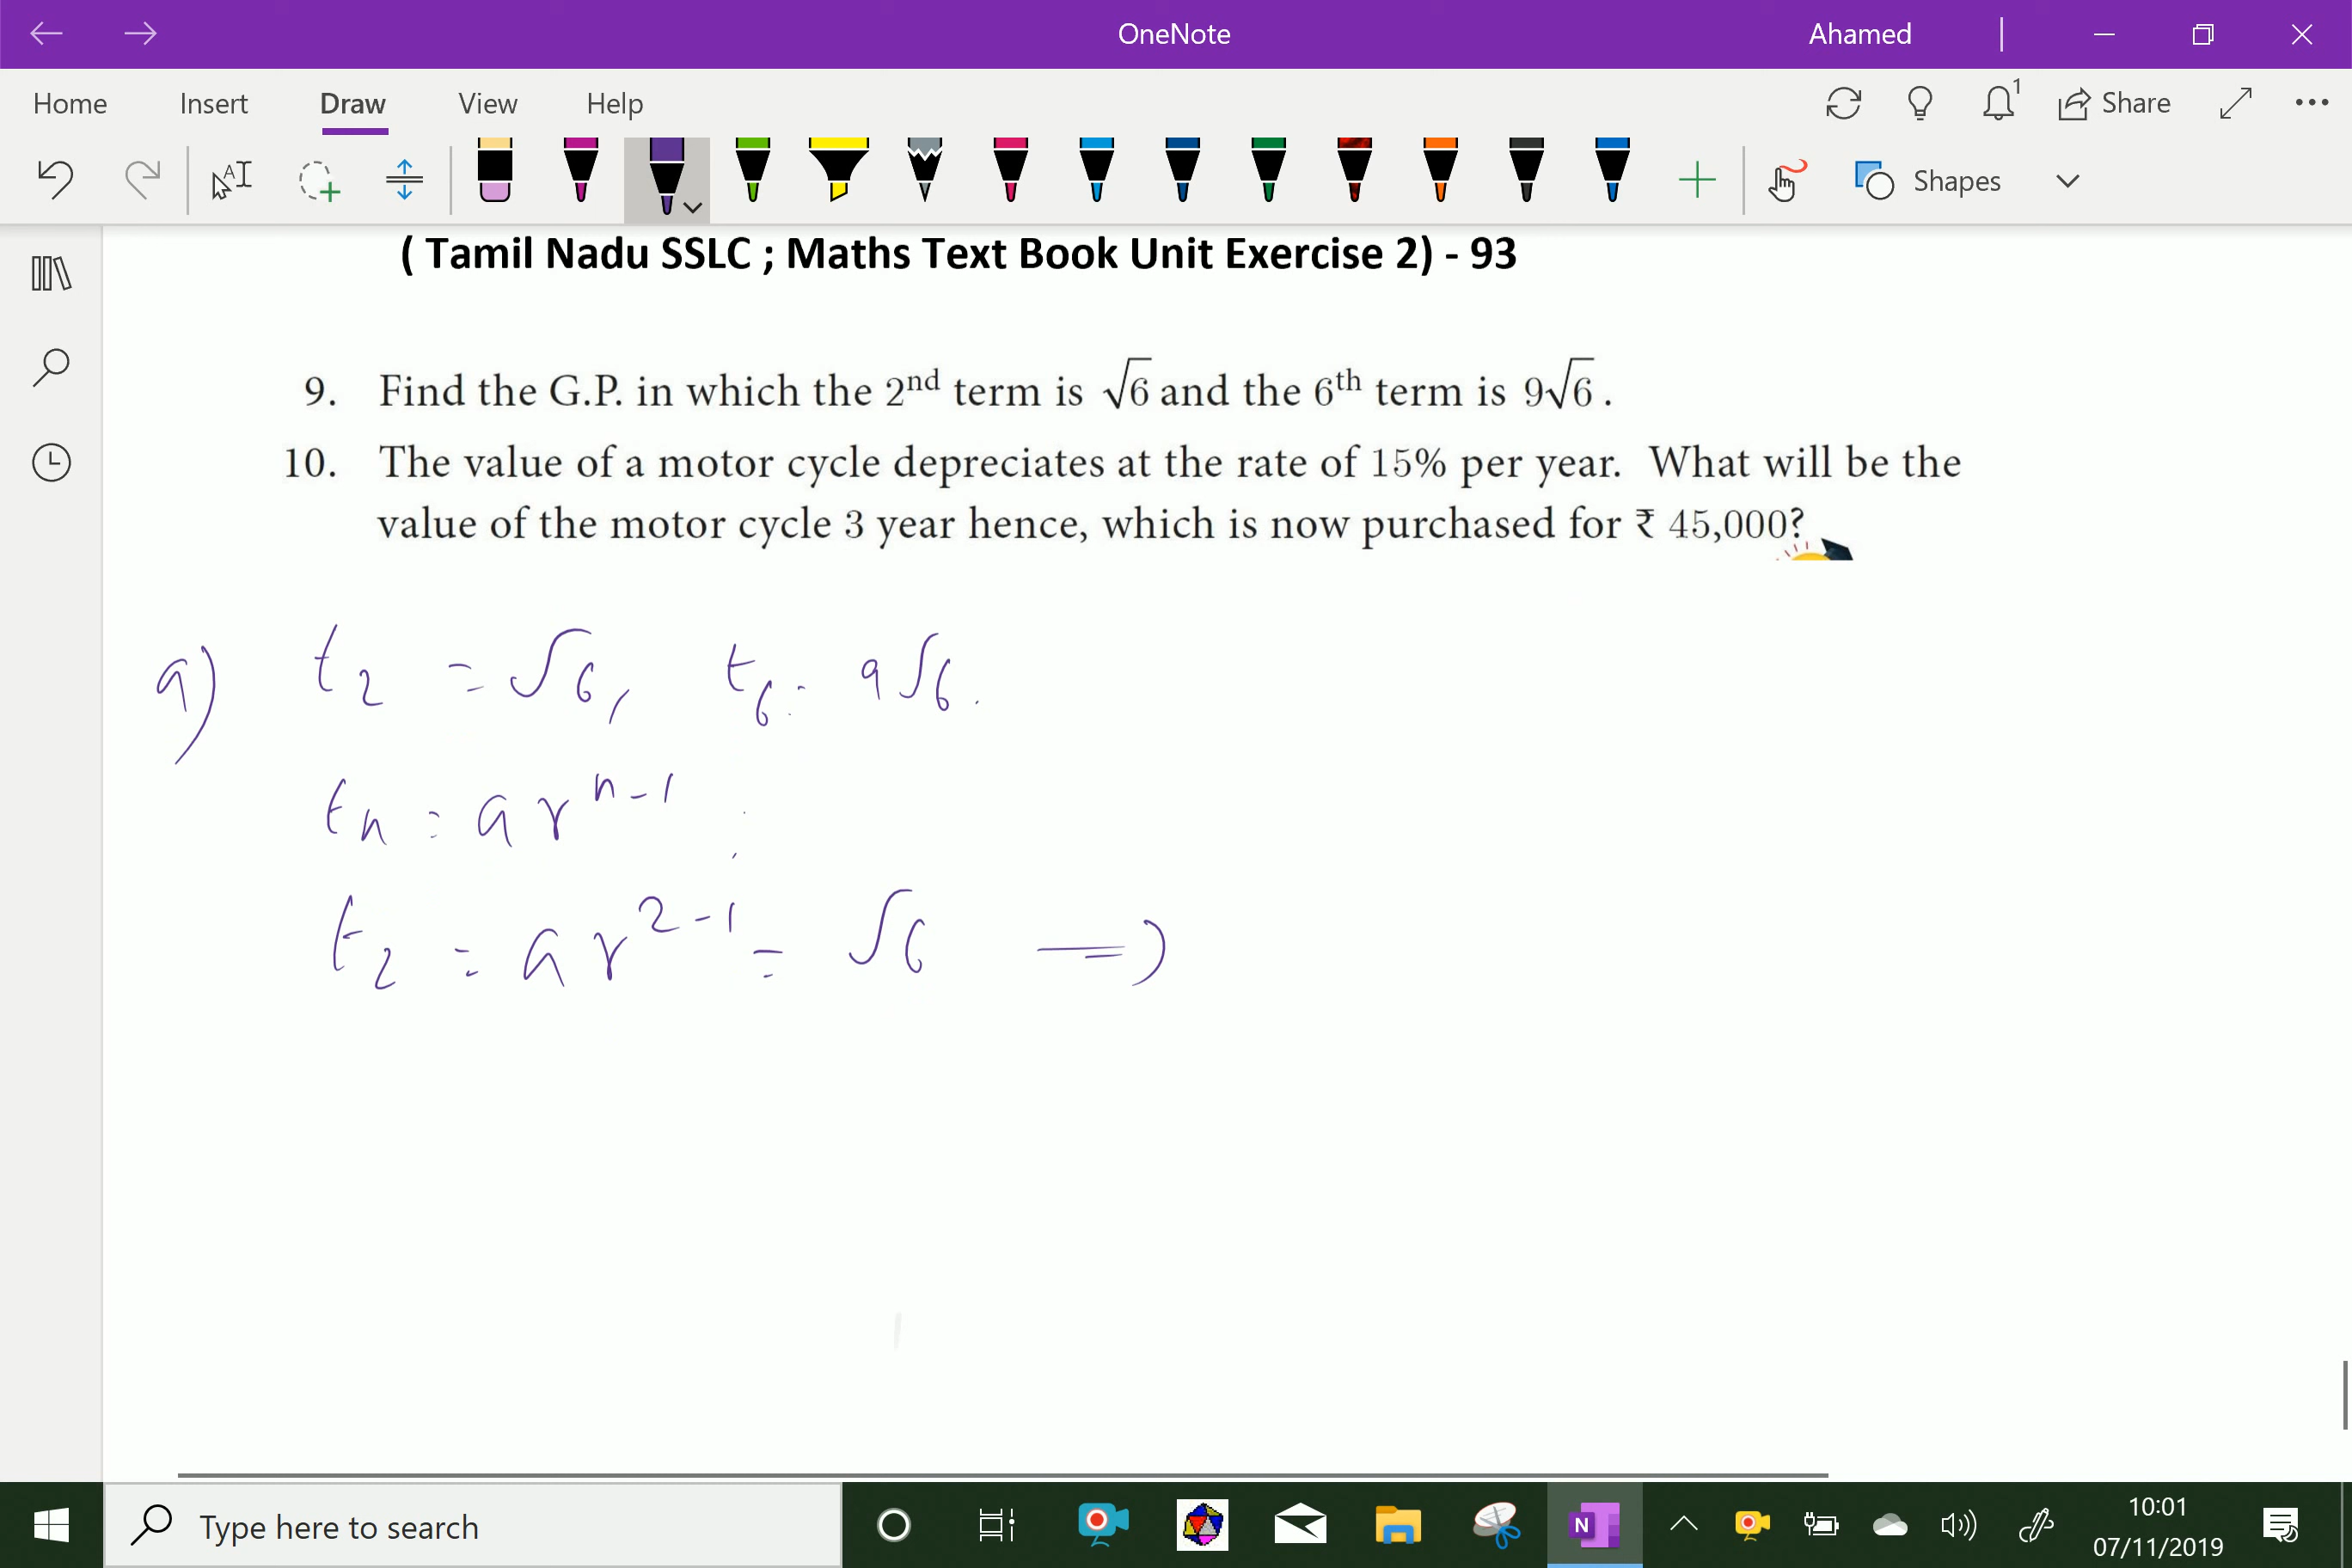 OneNote
Ahamed
Home Insert Draw View Help
1 Share
Shapes
( Tamil Nadu SSLC ; Maths Text Book Unit Exercise 2) - 93
9. Find the G.P. in which the 2nd term is √6 and the 6th term is 9√6 .
10. The value of a motor cycle depreciates at the rate of 15% per year. What will be the
value of the motor cycle 3 year hence, which is now purchased for ₹ 45,000?
9) t₂ = √6, t₆ = 9√6.
tₙ = a rⁿ⁻¹
t₂ = a r²⁻¹ = √6 ⟹
Type here to search
N
10:01
07/11/2019